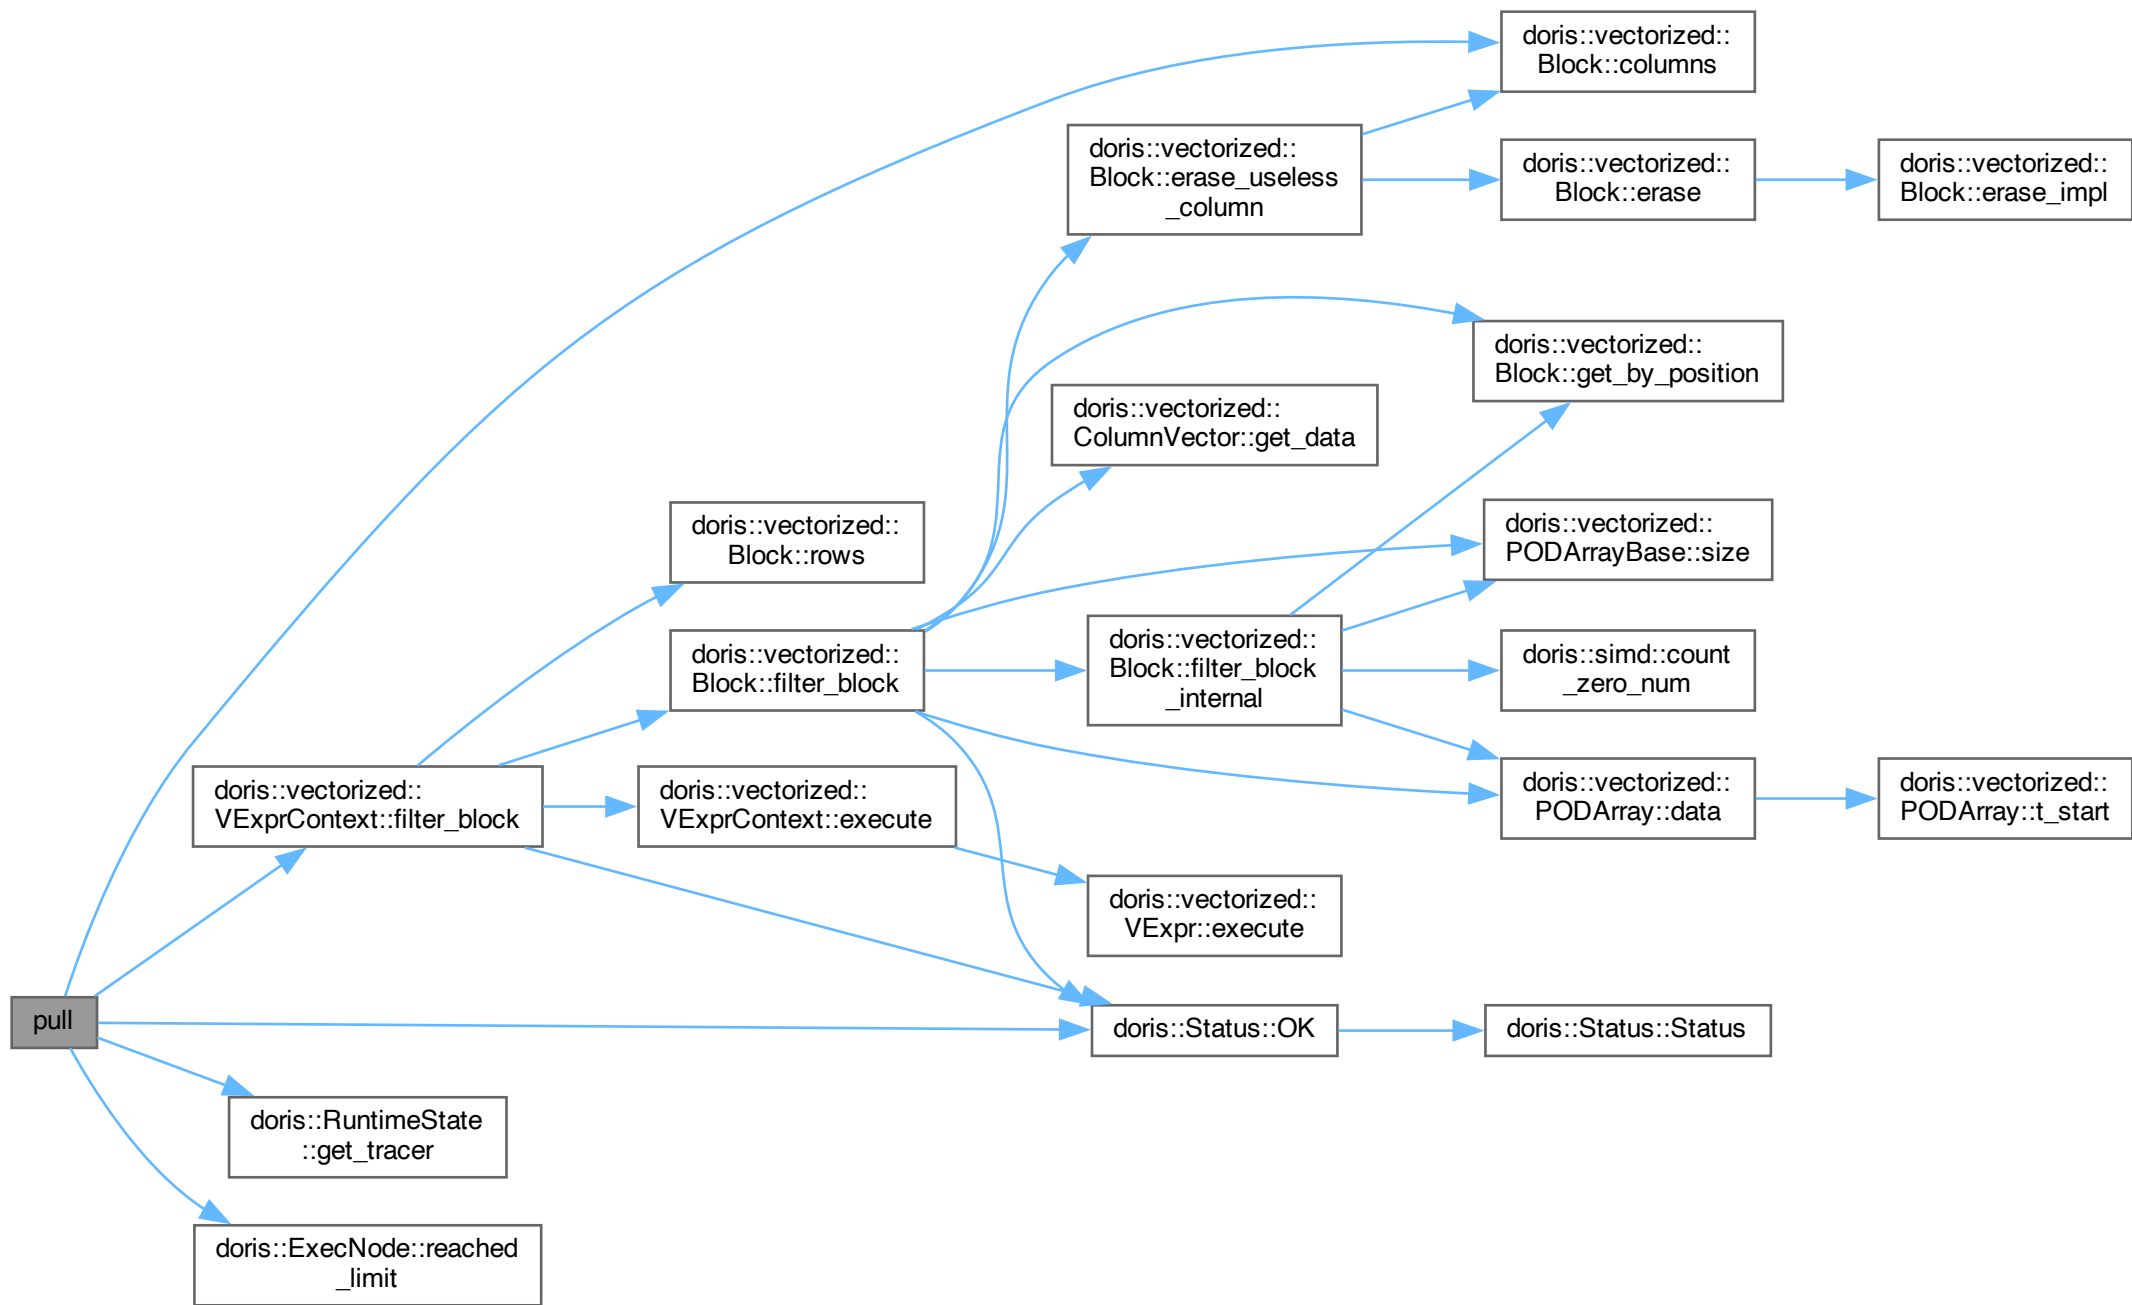 doris::vectorized::
Block::columns
doris::vectorized::
Block::erase_useless
_column
doris::vectorized::
Block::erase
doris::vectorized::
Block::erase_impl
doris::vectorized::
Block::get_by_position
doris::vectorized::
ColumnVector::get_data
doris::vectorized::
Block::rows
doris::vectorized::
PODArrayBase::size
doris::vectorized::
Block::filter_block
doris::vectorized::
Block::filter_block
_internal
doris::simd::count
_zero_num
doris::vectorized::
VExprContext::filter_block
doris::vectorized::
VExprContext::execute
doris::vectorized::
PODArray::data
doris::vectorized::
PODArray::t_start
doris::vectorized::
VExpr::execute
pull
doris::Status::OK
doris::Status::Status
doris::RuntimeState
::get_tracer
doris::ExecNode::reached
_limit